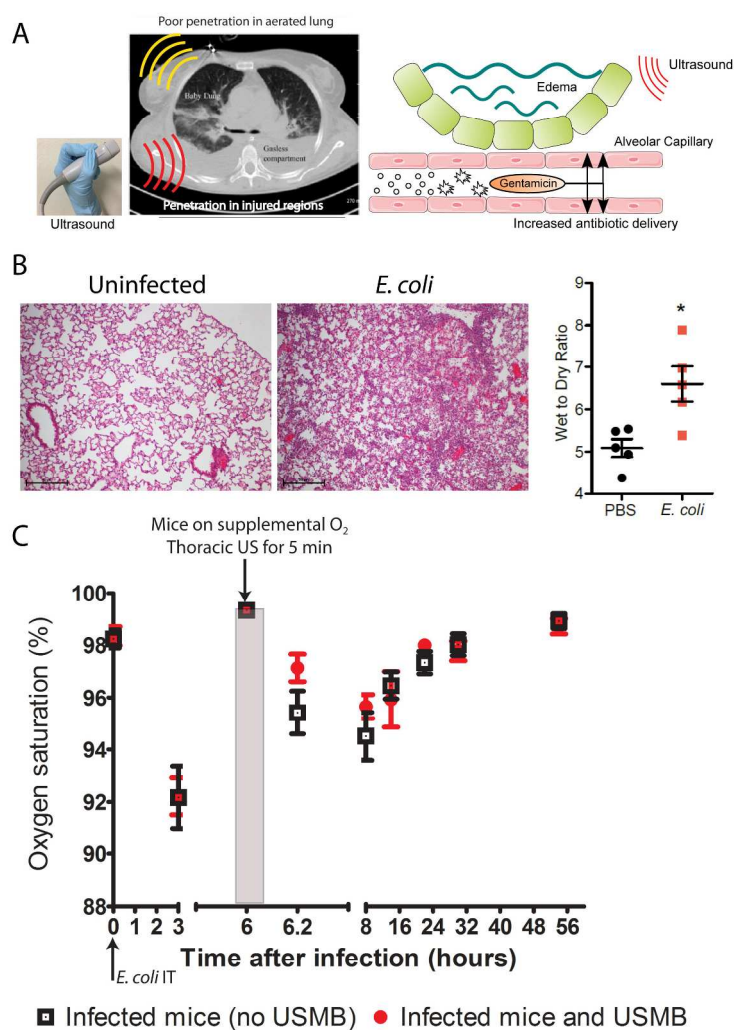 A
Poor penetration in aerated lung
Baby Lung
Gasless
compartment
Penetration in injured regions
Ultrasound
Ultrasound
Edema
Alveolar Capillary
Gentamicin
Increased antibiotic delivery
B
Uninfected
E. coli
Wet to Dry Ratio
9
8
7
6
5
4
*
PBS
E. coli
C
Mice on supplemental O₂
Thoracic US for 5 min
Oxygen saturation (%)
100
98
96
94
92
90
88
0 1 2 3 6 6.2 8 16 24 32 40 48 56
Time after infection (hours)
E. coli IT
Infected mice (no USMB) Infected mice and USMB